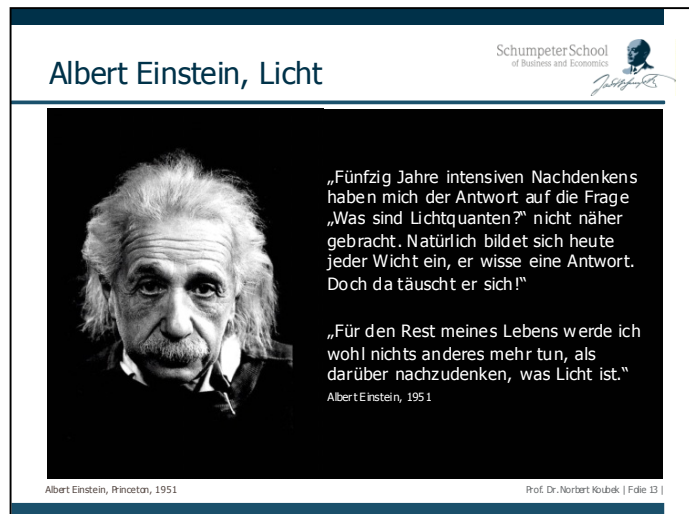 Albert Einstein, Licht
Schumpeter School
of Business and Economics
„Fünfzig Jahre intensiven Nachdenkens
haben mich der Antwort auf die Frage
„Was sind Lichtquanten?“ nicht näher
gebracht. Natürlich bildet sich heute
jeder Wicht ein, er wisse eine Antwort.
Doch da täuscht er sich!“
„Für den Rest meines Lebens werde ich
wohl nichts anderes mehr tun, als
darüber nachzudenken, was Licht ist.“
Albert Einstein, 1951
Albert Einstein, Princeton, 1951
Prof. Dr. Norbert Koubek | Folie 13 |